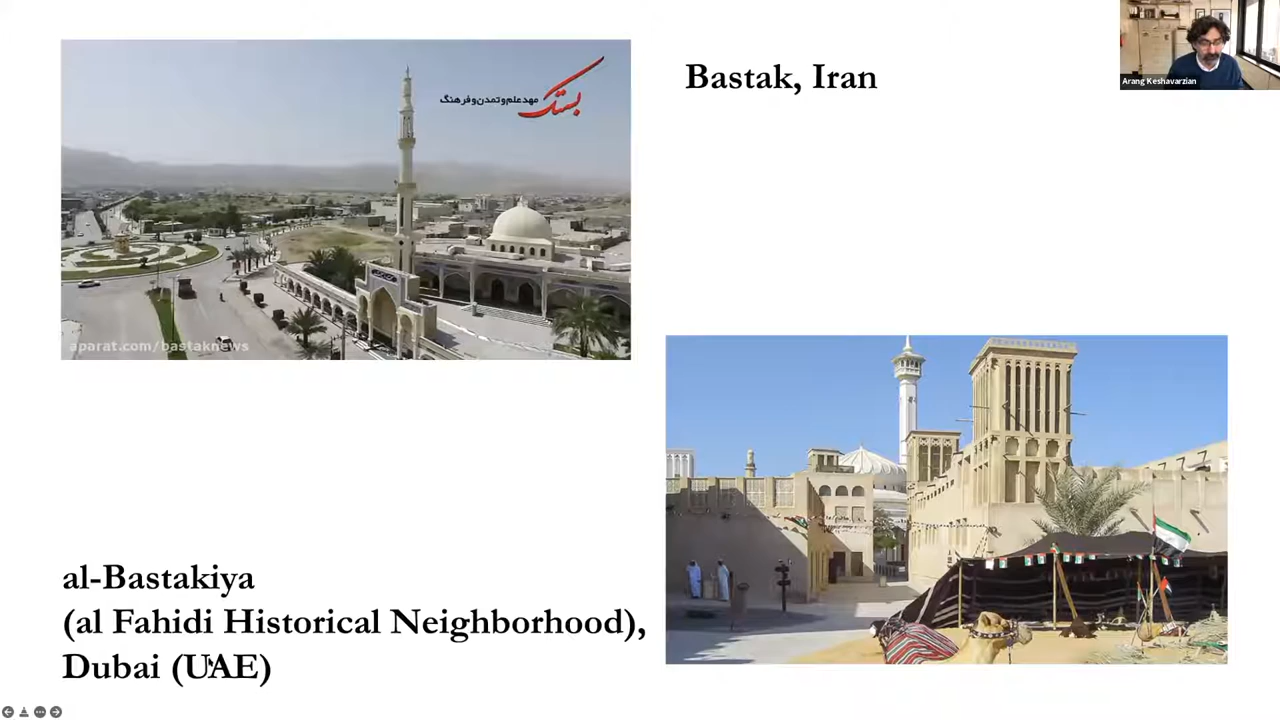 بستک
مهد علم و تمدن و فرهنگ
aparat.com/bastaknews
Bastak, Iran
Arang Keshavarzian
al-Bastakiya
(al Fahidi Historical Neighborhood),
Dubai (UAE)